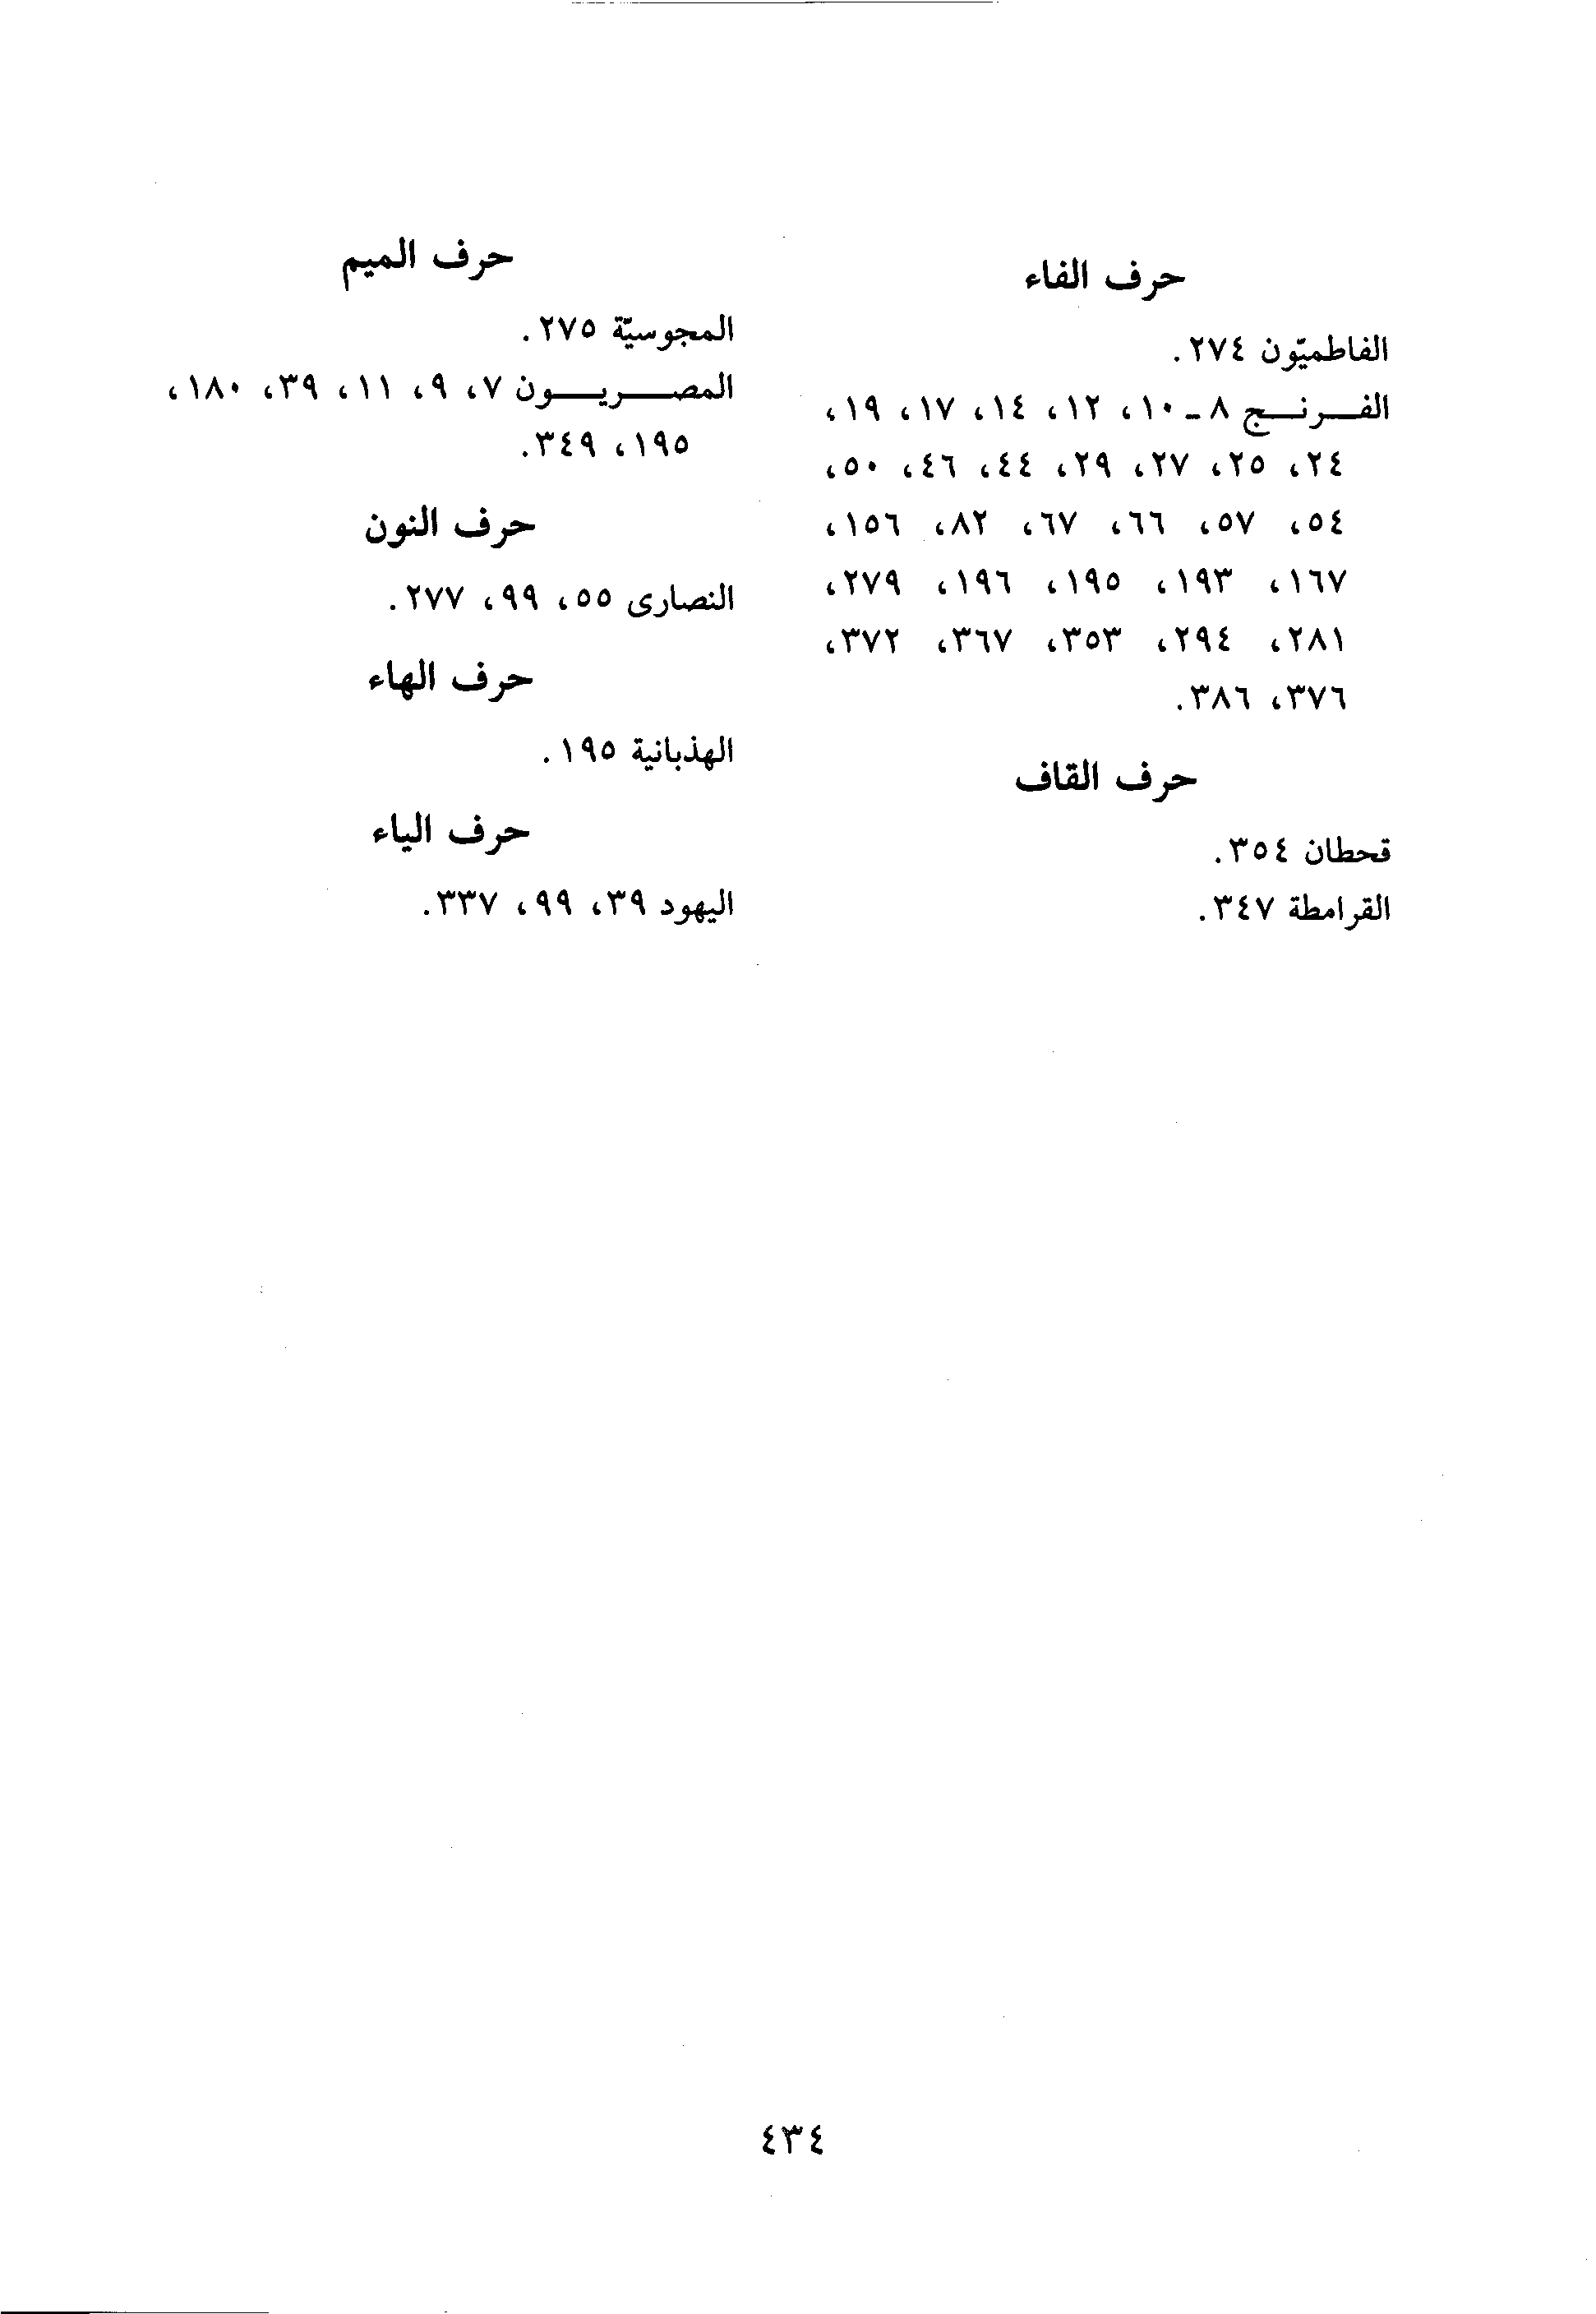 حرف الفاء
الفاطميّون ٢٧٤.
الفرنج ٨ - ١٠، ١٢، ١٤، ١٧، ١٩،
٢٤، ٢٥، ٢٧، ٢٩، ٤٤، ٤٦، ٥٠،
٥٤، ٥٧، ٦٦، ٦٧، ٨٢، ١٥٦،
١٦٧، ١٩٣، ١٩٥، ١٩٦، ٢٧٩،
٢٨١، ٢٩٤، ٣٥٣، ٣٦٧، ٣٧٢،
٣٧٦، ٣٨٦.
حرف القاف
قحطان ٣٥٤.
القرامطة ٣٤٧.
حرف الميم
المجوسيّة ٢٧٥.
المصريون ٧، ٩، ١١، ٣٩، ١٨٠،
١٩٥، ٣٤٩.
حرف النون
النصارى ٥٥، ٩٩، ٢٧٧.
حرف الهاء
الهذبانية ١٩٥.
حرف الياء
اليهود ٣٩، ٩٩، ٣٣٧.
٤٣٤